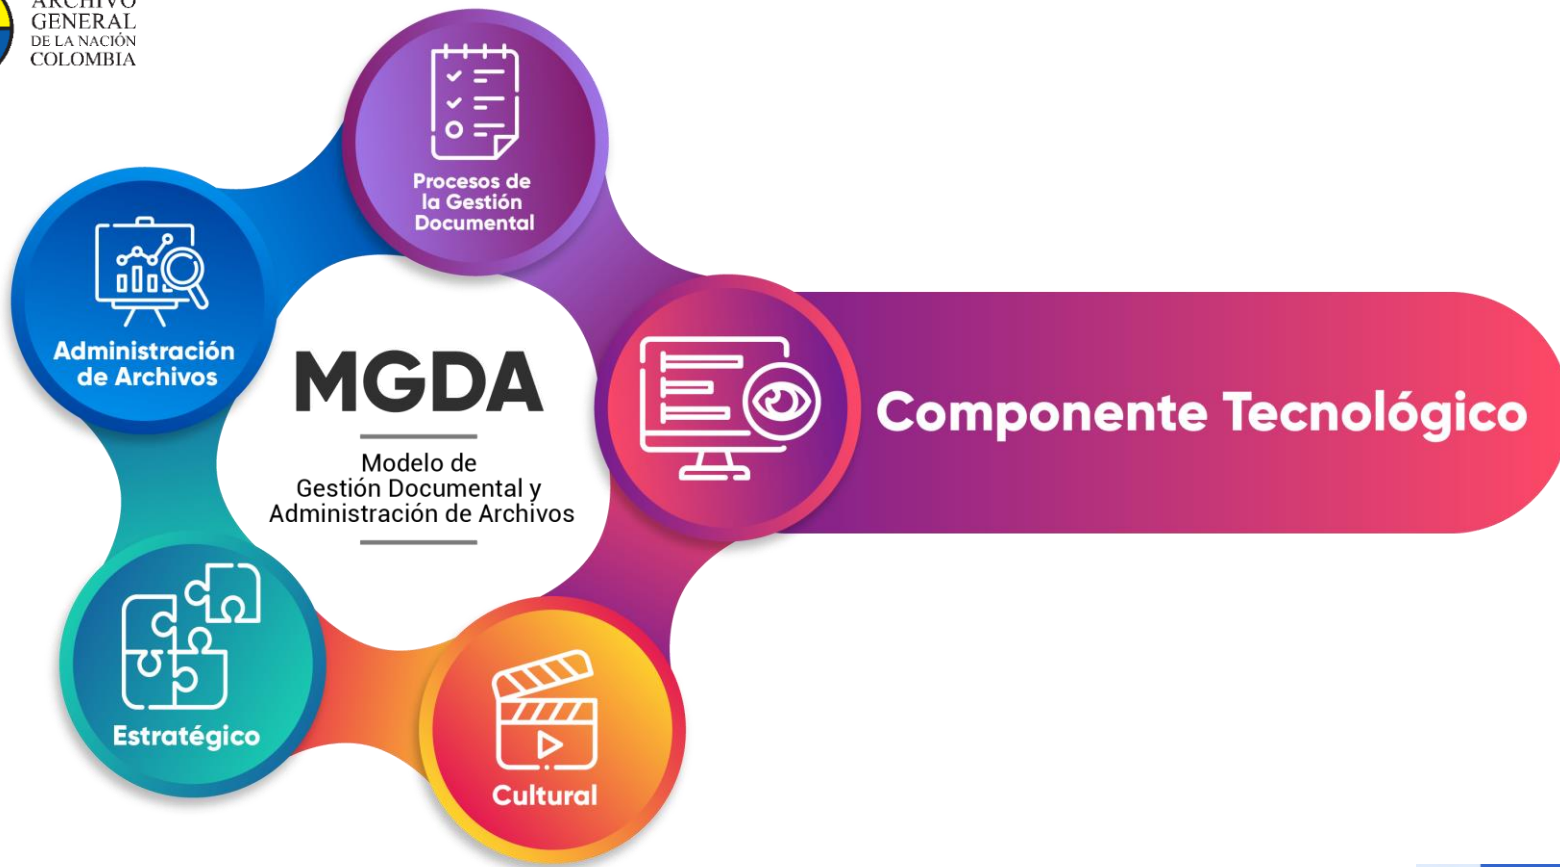 ARCHIVO
GENERAL
DE LA NACIÓN
COLOMBIA
Procesos de
la Gestión
Documental
Administración
de Archivos
MGDA
Modelo de
Gestión Documental y
Administración de Archivos
Componente Tecnológico
Estratégico
Cultural